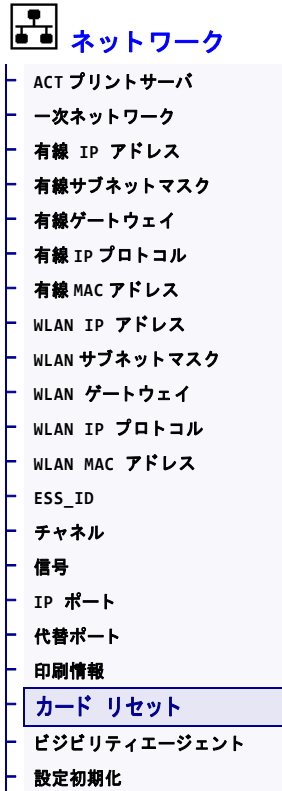 ネットワーク
ACT プリントサーバ
一次ネットワーク
有線 IP アドレス
有線サブネットマスク
有線ゲートウェイ
有線 IP プロトコル
有線 MAC アドレス
WLAN IP アドレス
WLAN サブネットマスク
WLAN ゲートウェイ
WLAN IP プロトコル
WLAN MAC アドレス
ESS_ID
チャネル
信号
IP ポート
代替ポート
印刷情報
カード リセット
ビジビリティエージェント
設定初期化